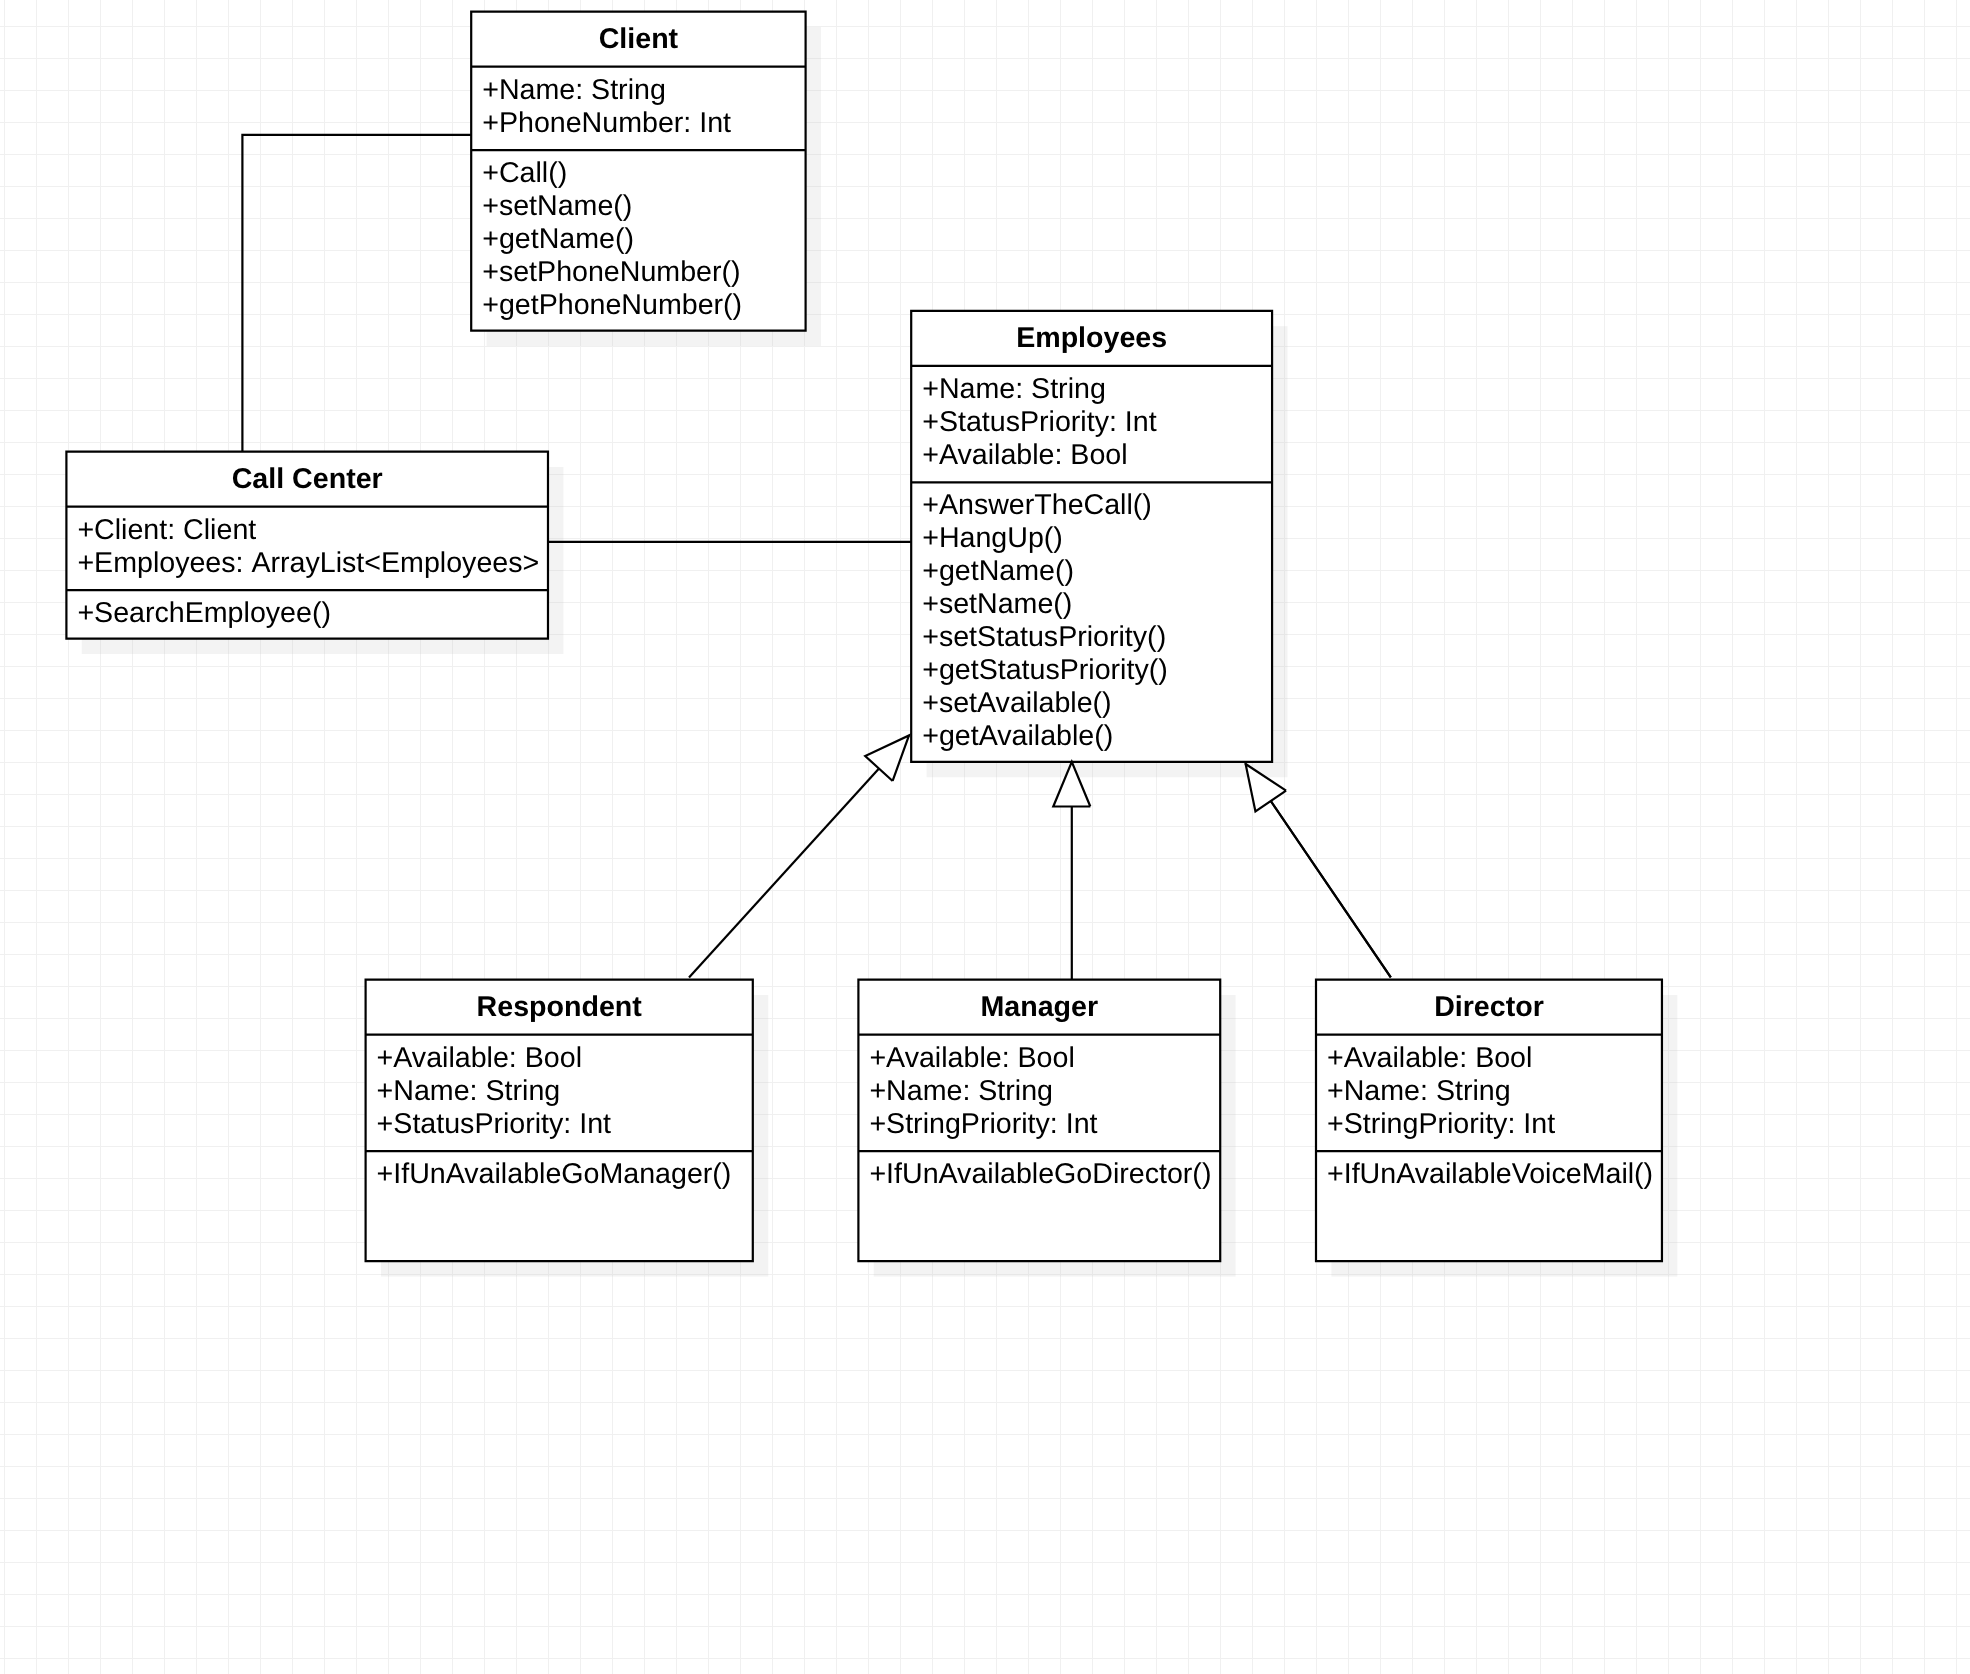 Client
+Name: String
+PhoneNumber: Int
+Call()
+setName()
+getName()
+setPhoneNumber()
+getPhoneNumber()
Employees
+Name: String
+StatusPriority: Int
+Available: Bool
+AnswerTheCall()
+HangUp()
+getName()
+setName()
+setStatusPriority()
+getStatusPriority()
+setAvailable()
+getAvailable()
Call Center
+Client: Client
+Employees: ArrayList<Employees>
+SearchEmployee()
Respondent
+Available: Bool
+Name: String
+StatusPriority: Int
+IfUnAvailableGoManager()
Manager
+Available: Bool
+Name: String
+StringPriority: Int
+IfUnAvailableGoDirector()
Director
+Available: Bool
+Name: String
+StringPriority: Int
+IfUnAvailableVoiceMail()